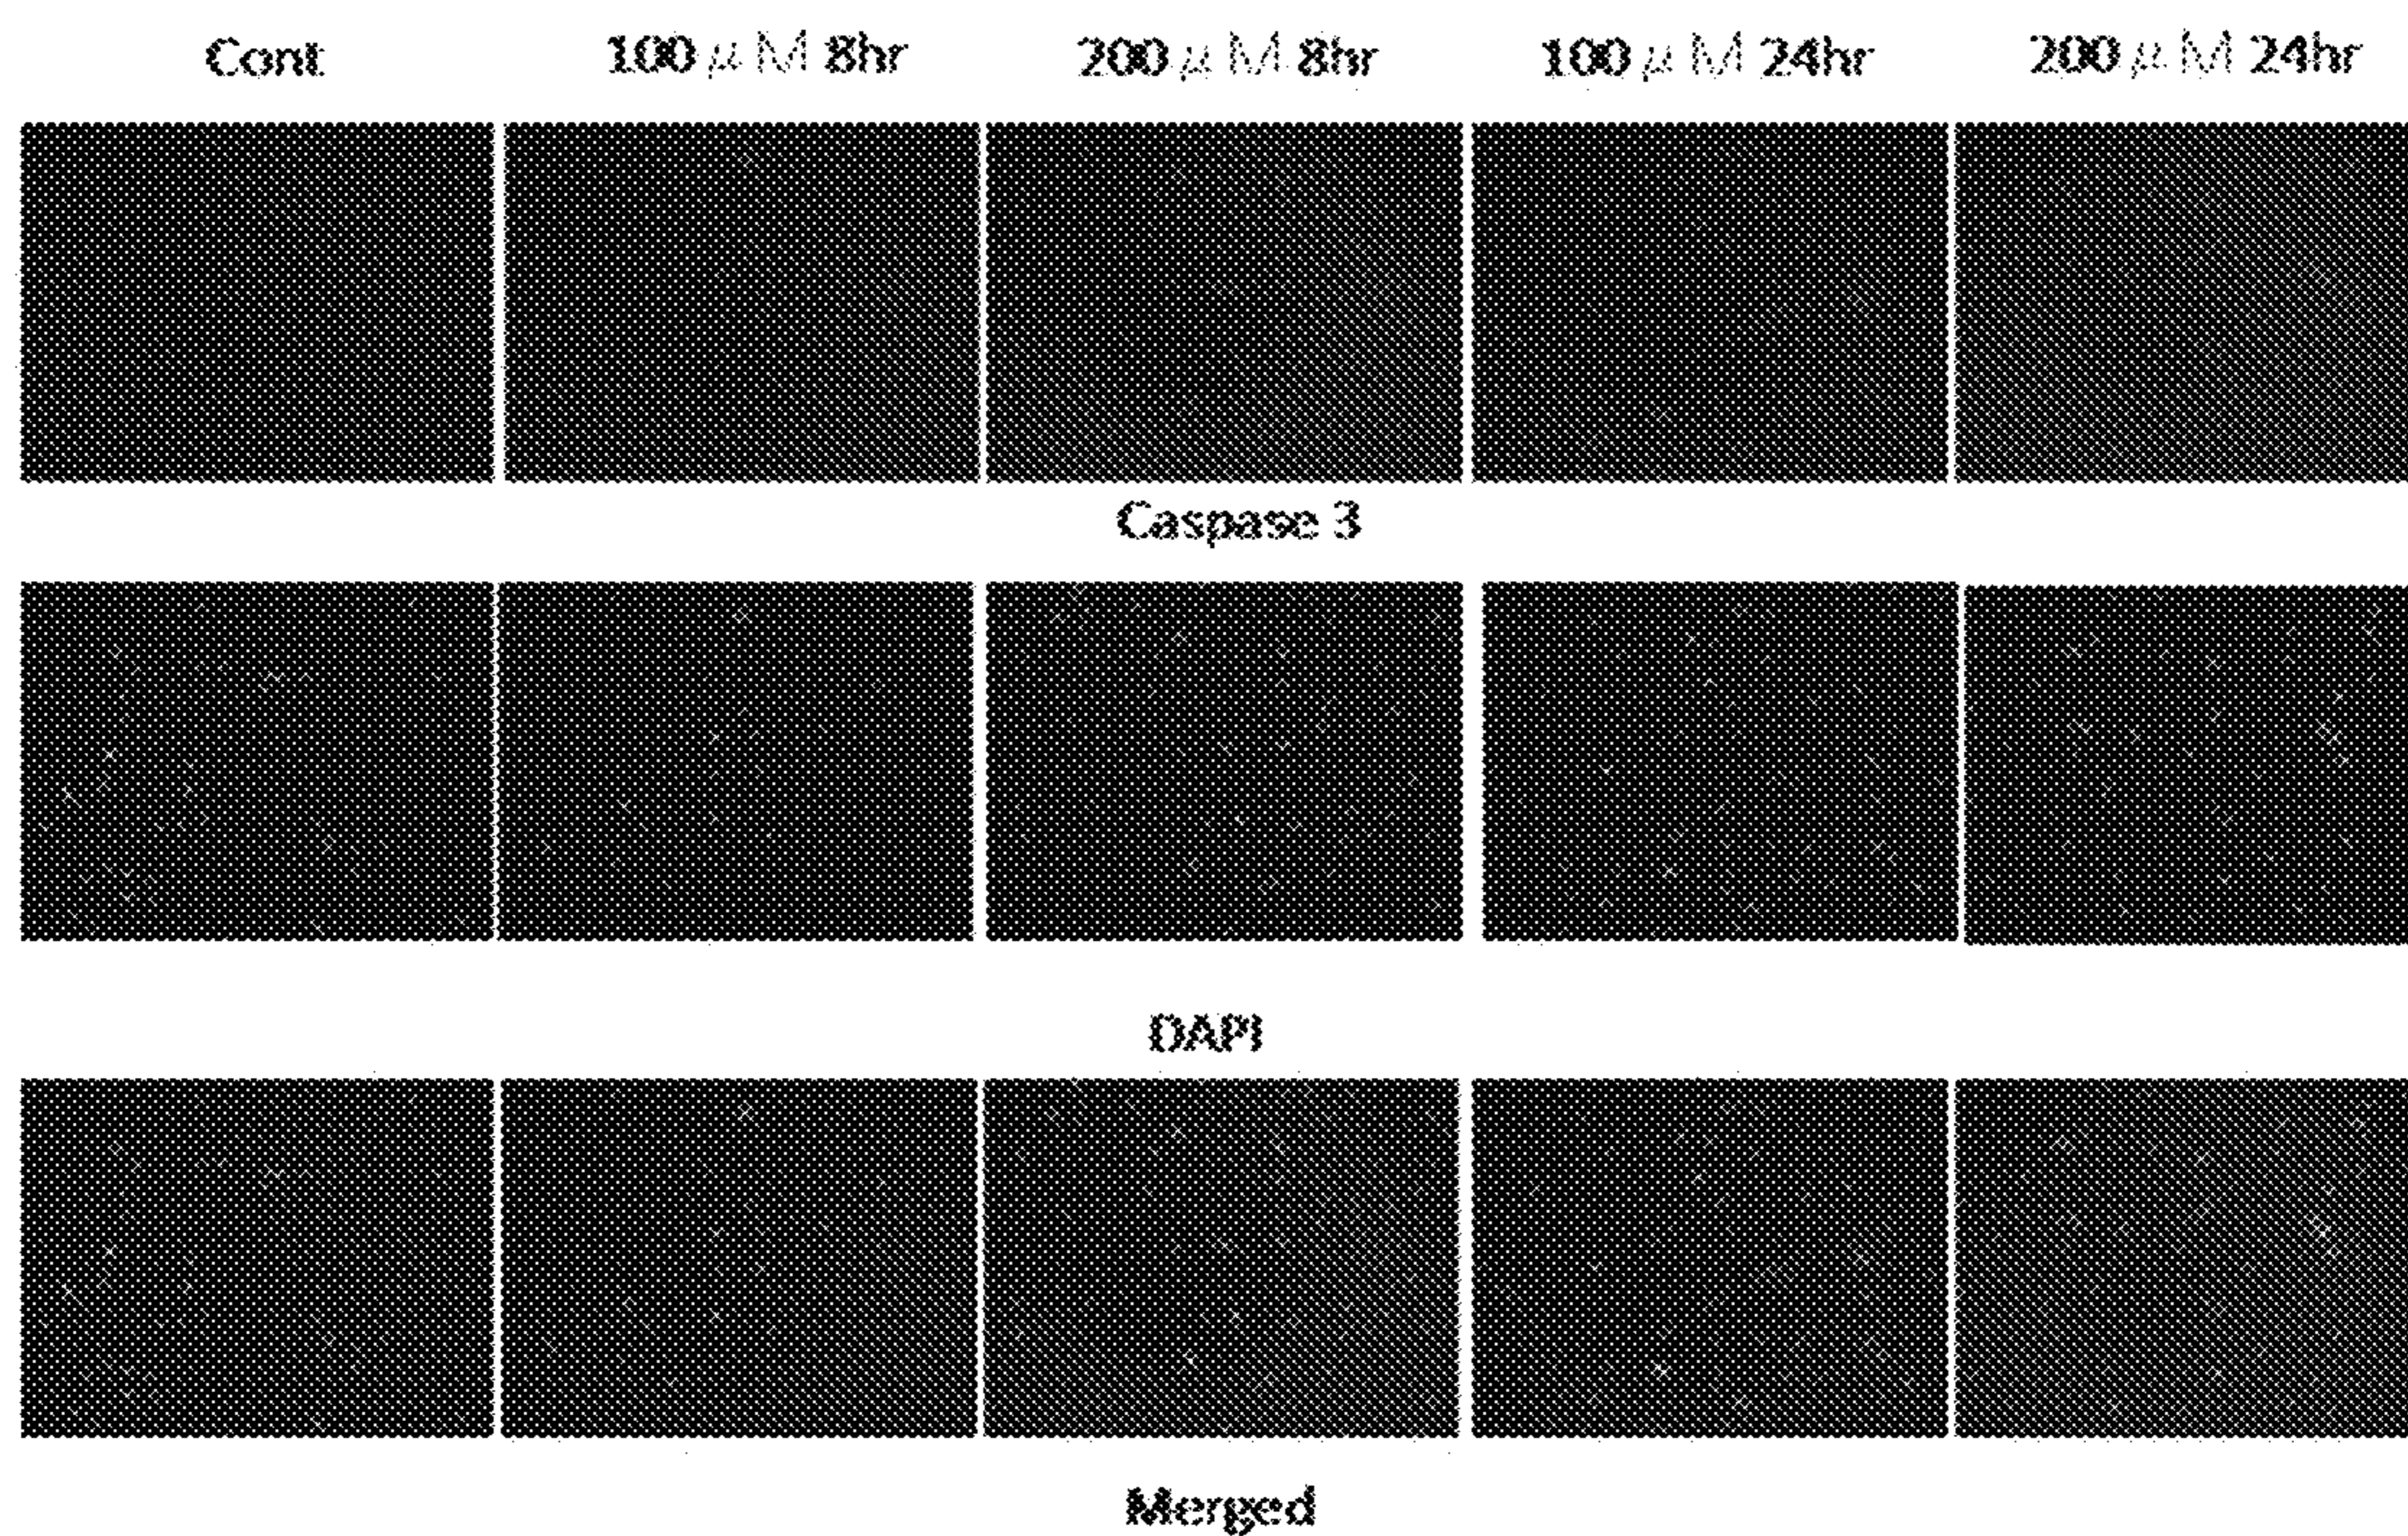 Cont 100 μM 8hr 200 μM 8hr 100 μM 24hr 200 μM 24hr
Caspase 3
DAPI
Merged